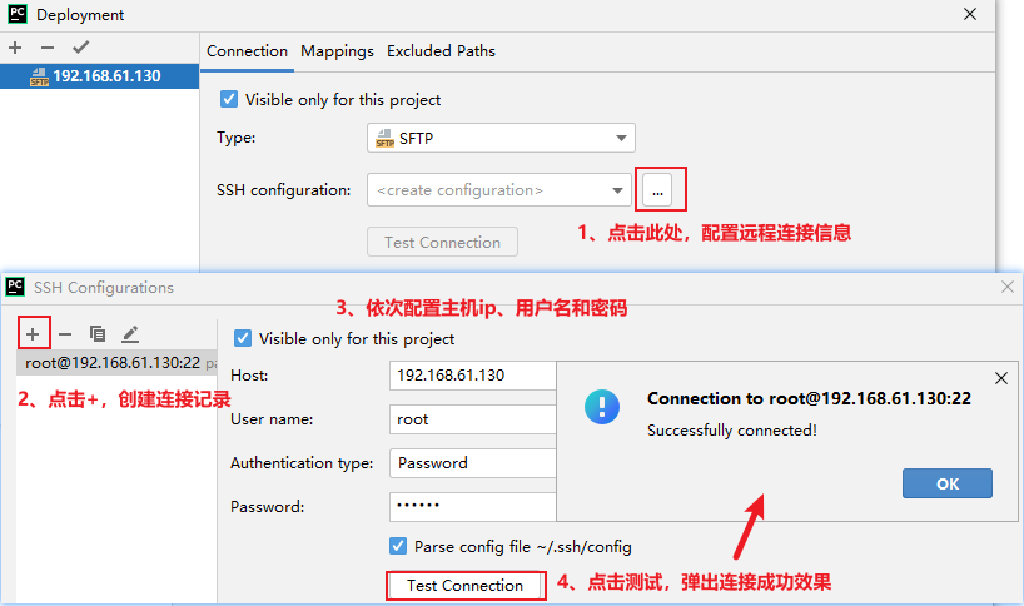 PC Deployment
Connection Mappings Excluded Paths
SFTP 192.168.61.130
Visible only for this project
Type: SFTP SFTP
SSH configuration: <create configuration> ...
1、点击此处，配置远程连接信息
Test Connection
PC SSH Configurations
3、依次配置主机ip、用户名和密码
Visible only for this project
root@192.168.61.130:22 pa
2、点击+，创建连接记录
Host: 192.168.61.130
User name: root
Authentication type: Password
Password: ••••••
Connection to root@192.168.61.130:22
Successfully connected!
OK
Parse config file ~/.ssh/config
Test Connection
4、点击测试，弹出连接成功效果